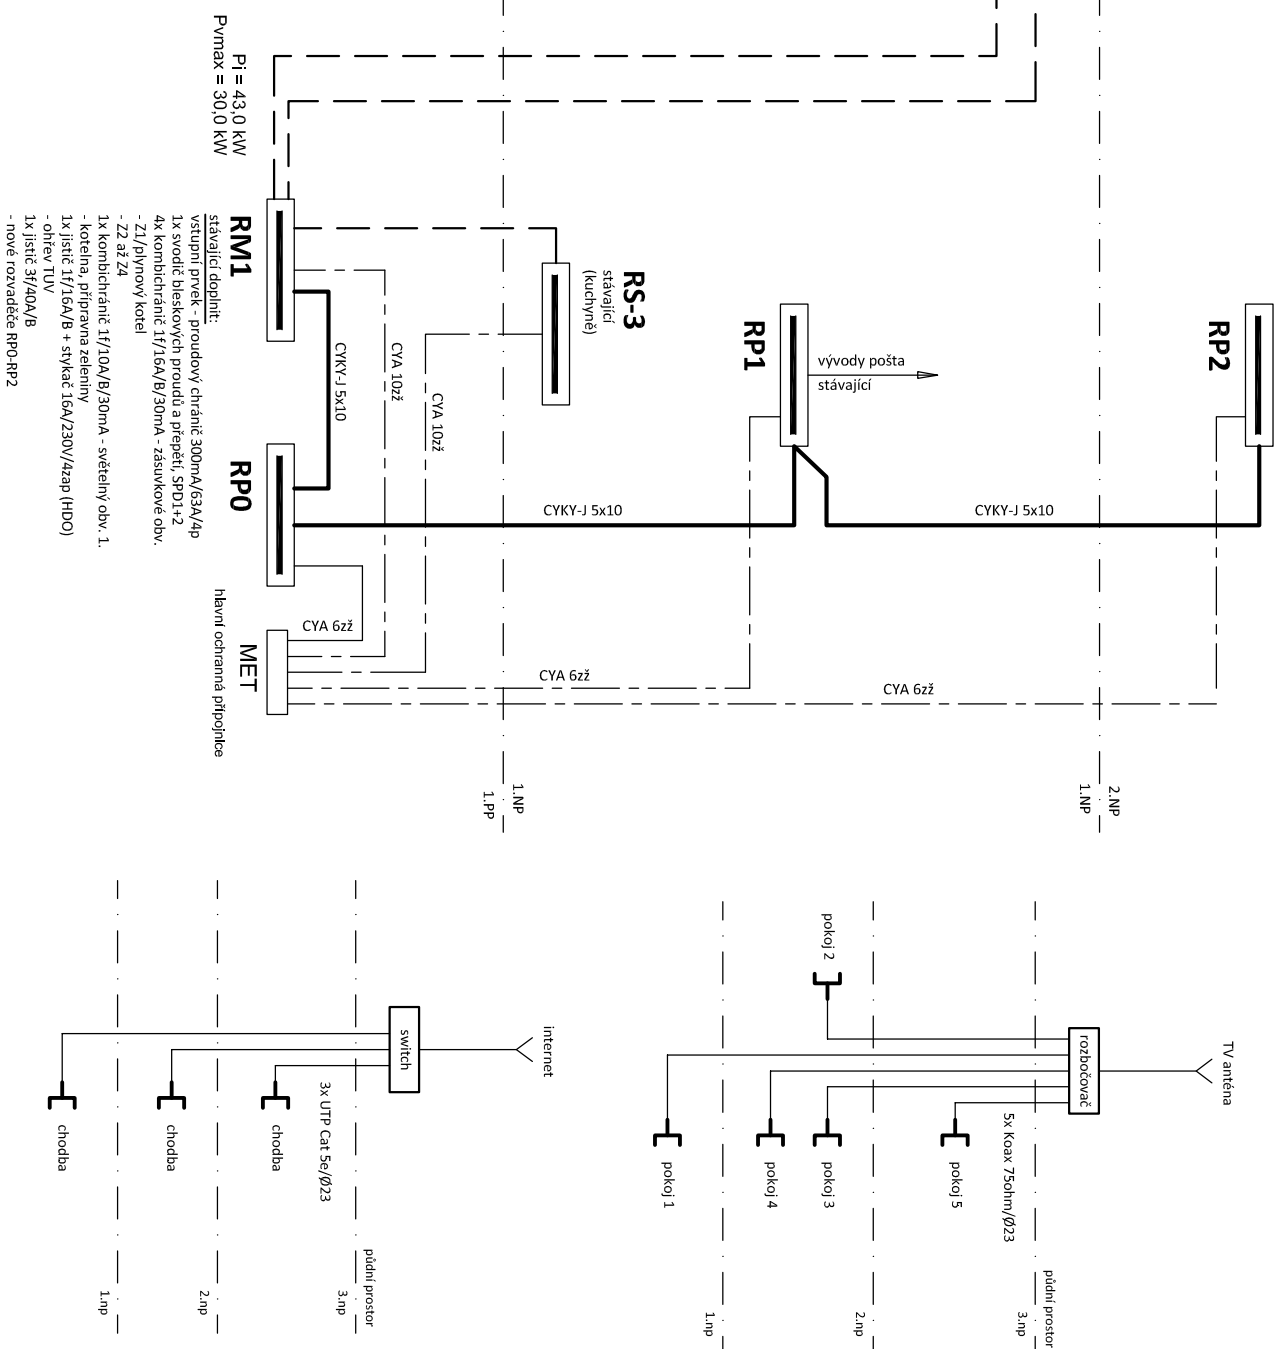 Pi = 43,0 kW
Pvmax = 30,0 kW
RM1
stávající doplnit:
vstupní prvek - proudový chránič 300mA/63A/4p
1x svodič bleskových proudů a přepětí, SPD1+2
4x kombichránič 1f/16A/B/30mA - zásuvkové obv.
- Z1/plynový kotel
- Z2 až Z4
1x kombichránič 1f/10A/B/30mA - světelný obv. 1.
- kotelna, přípravna zeleniny
1x jistič 1f/16A/B + stykač 16A/230V/4zap (HDO)
- ohřev TUV
1x jistič 3f/40A/B
- nové rozvaděče RP0-RP2
RS-3
stávající
(kuchyně)
RP1
vývody pošta
stávající
RP2
CYKY-J 5x10
CYA 10zž
CYA 10zž
RP0
CYKY-J 5x10
CYKY-J 5x10
CYA 6zž
MET
hlavní ochranná přípojnice
CYA 6zž
CYA 6zž
1.NP
1.PP
2.NP
1.NP
internet
switch
3x UTP Cat 5e/Ø23
chodba
chodba
chodba
půdní prostor
3.np
2.np
1.np
TV anténa
rozbočovač
5x Koax 75ohm/Ø23
pokoj 2
pokoj 5
pokoj 3
pokoj 4
pokoj 1
půdní prostor
3.np
2.np
1.np